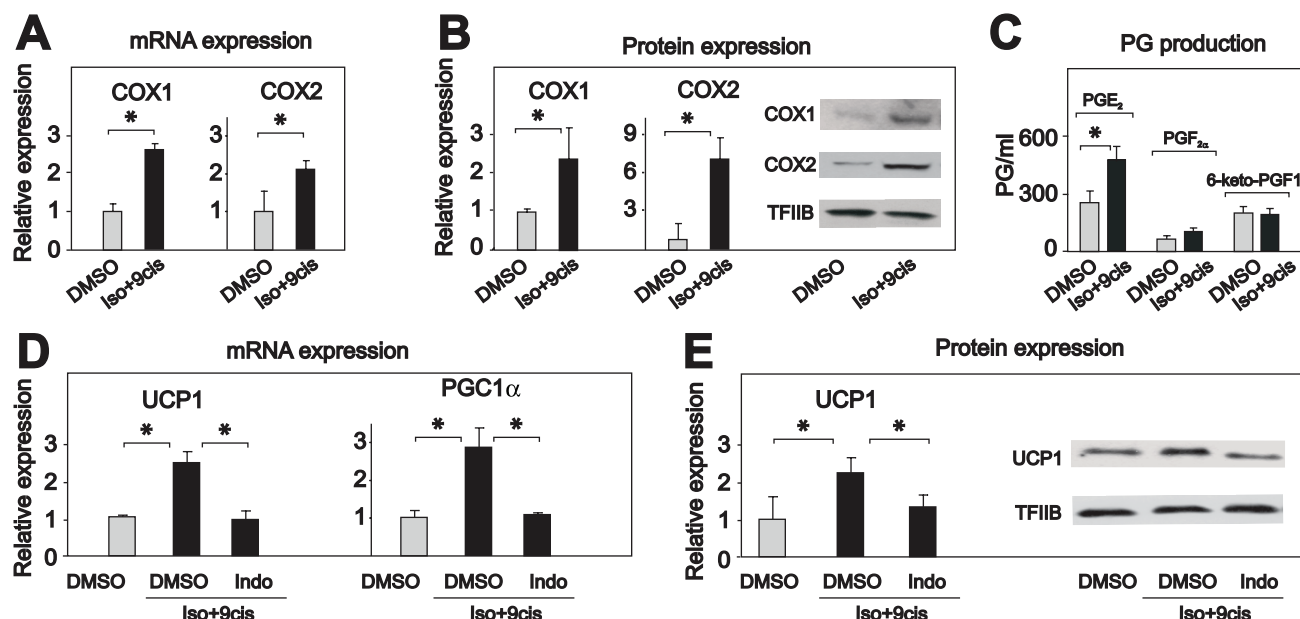 A
mRNA expression
Relative expression
COX1
COX2
*
*
3
2
1
0
3
2
1
DMSO
Iso+9cis
DMSO
Iso+9cis
B
Protein expression
Relative expression
COX1
COX2
*
*
3
2
1
0
9
6
3
DMSO
Iso+9cis
DMSO
Iso+9cis
COX1
COX2
TFIIB
DMSO
Iso+9cis
C
PG production
PG/ml
PGE2
*
PGF2α
6-keto-PGF1
600
300
0
DMSO
Iso+9cis
DMSO
Iso+9cis
DMSO
Iso+9cis
D
mRNA expression
Relative expression
UCP1
PGC1α
* *
* *
3
2
1
0
3
2
1
DMSO DMSO Indo
Iso+9cis
DMSO DMSO Indo
Iso+9cis
E
Protein expression
Relative expression
UCP1
* *
3
2
1
0
DMSO DMSO Indo
Iso+9cis
UCP1
TFIIB
DMSO DMSO Indo
Iso+9cis